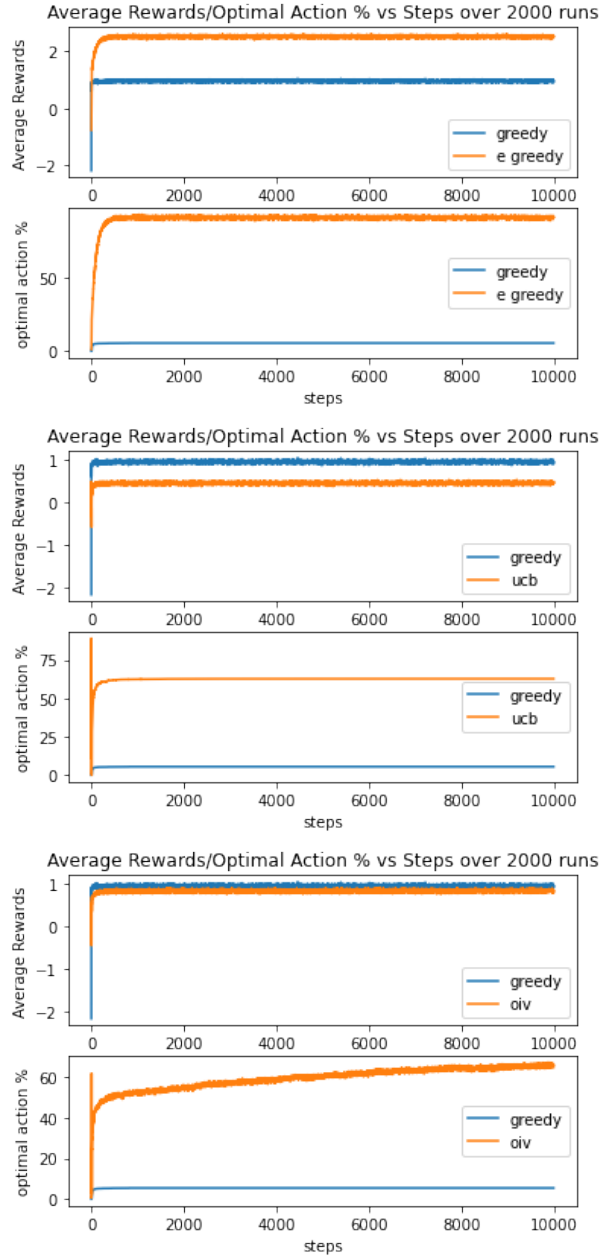 Average Rewards/Optimal Action % vs Steps over 2000 runs
Average Rewards
2
0
−2
greedy
e greedy
0 2000 4000 6000 8000 10000
optimal action %
50
0
greedy
e greedy
0 2000 4000 6000 8000 10000
steps
Average Rewards/Optimal Action % vs Steps over 2000 runs
Average Rewards
1
0
−1
−2
greedy
ucb
0 2000 4000 6000 8000 10000
optimal action %
75
50
25
0
greedy
ucb
0 2000 4000 6000 8000 10000
steps
Average Rewards/Optimal Action % vs Steps over 2000 runs
Average Rewards
1
0
−1
−2
greedy
oiv
0 2000 4000 6000 8000 10000
optimal action %
60
40
20
0
greedy
oiv
0 2000 4000 6000 8000 10000
steps